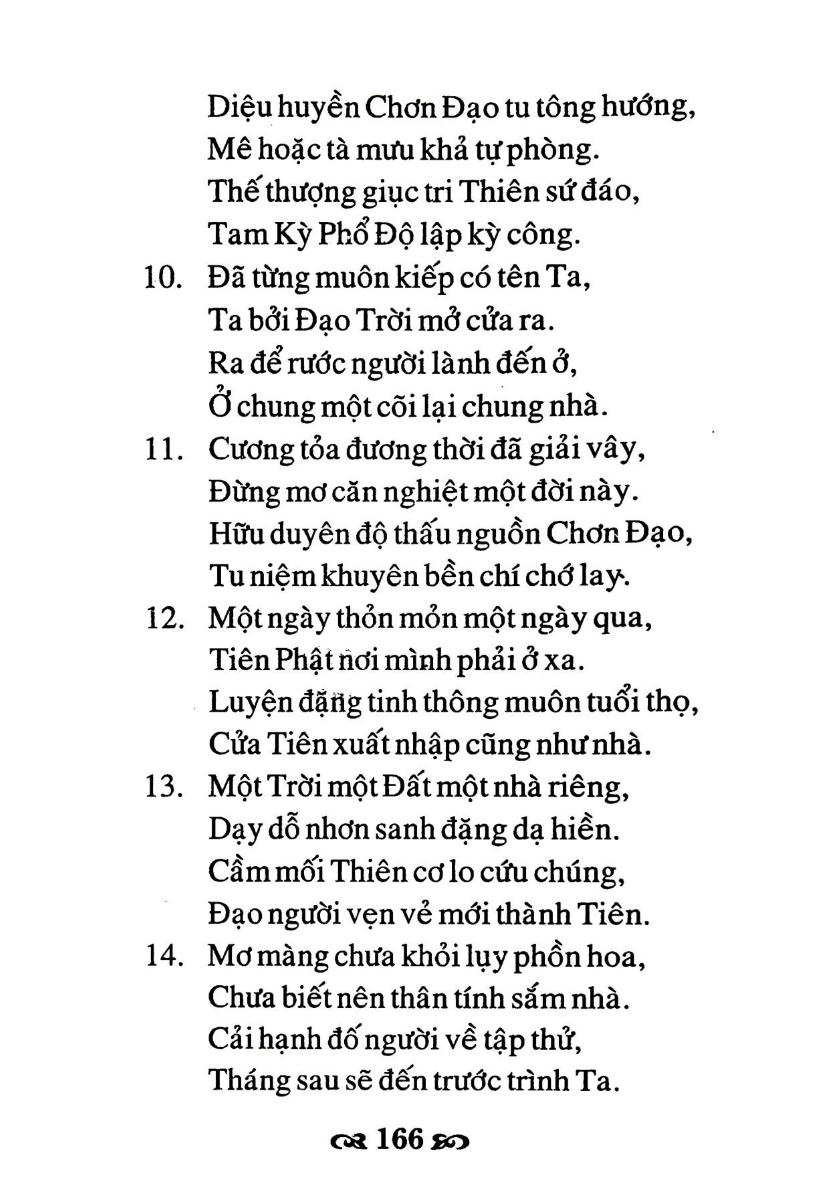 Diệu huyền Chơn Đạo tu tông hướng,
Mê hoặc tà mưu khả tự phòng.
Thế thượng giục tri Thiên sứ đáo,
Tam Kỳ Phổ Độ lập kỳ công.
10. Đã từng muôn kiếp có tên Ta,
Ta bởi Đạo Trời mở cửa ra.
Ra để rước người lành đến ở,
Ở chung một cõi lại chung nhà.
11. Cương tỏa đương thời đã giải vây,
Đừng mơ căn nghiệt một đời này.
Hữu duyên độ thấu nguồn Chơn Đạo,
Tu niệm khuyên bền chí chớ lay.
12. Một ngày thỏn mỏn một ngày qua,
Tiên Phật nơi mình phải ở xa.
Luyện đặng tinh thông muôn tuổi thọ,
Cửa Tiên xuất nhập cũng như nhà.
13. Một Trời một Đất một nhà riêng,
Dạy dỗ nhơn sanh đặng dạ hiền.
Cầm mối Thiên cơ lo cứu chúng,
Đạo người vẹn vẻ mới thành Tiên.
14. Mơ màng chưa khỏi lụy phồn hoa,
Chưa biết nên thân tính sắm nhà.
Cải hạnh đố người về tập thử,
Tháng sau sẽ đến trước trình Ta.
166